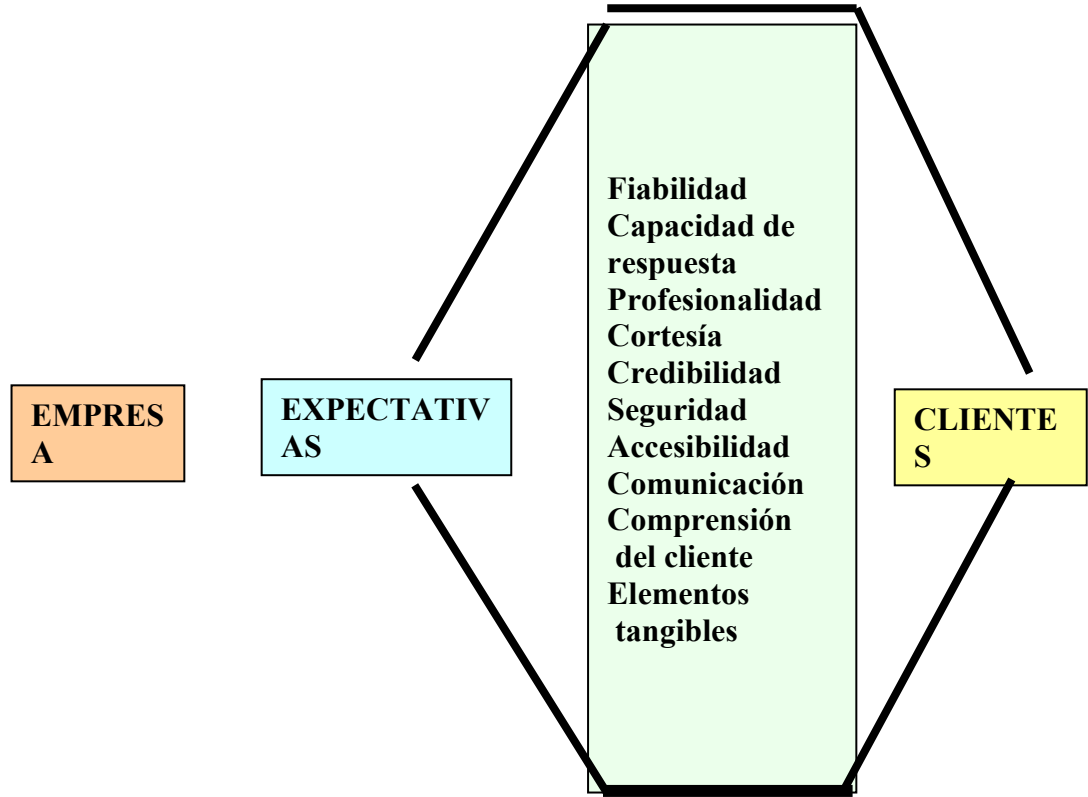 EMPRES
A
EXPECTATIV
AS
Fiabilidad
Capacidad de
respuesta
Profesionalidad
Cortesía
Credibilidad
Seguridad
Accesibilidad
Comunicación
Comprensión
del cliente
Elementos
tangibles
CLIENTE
S